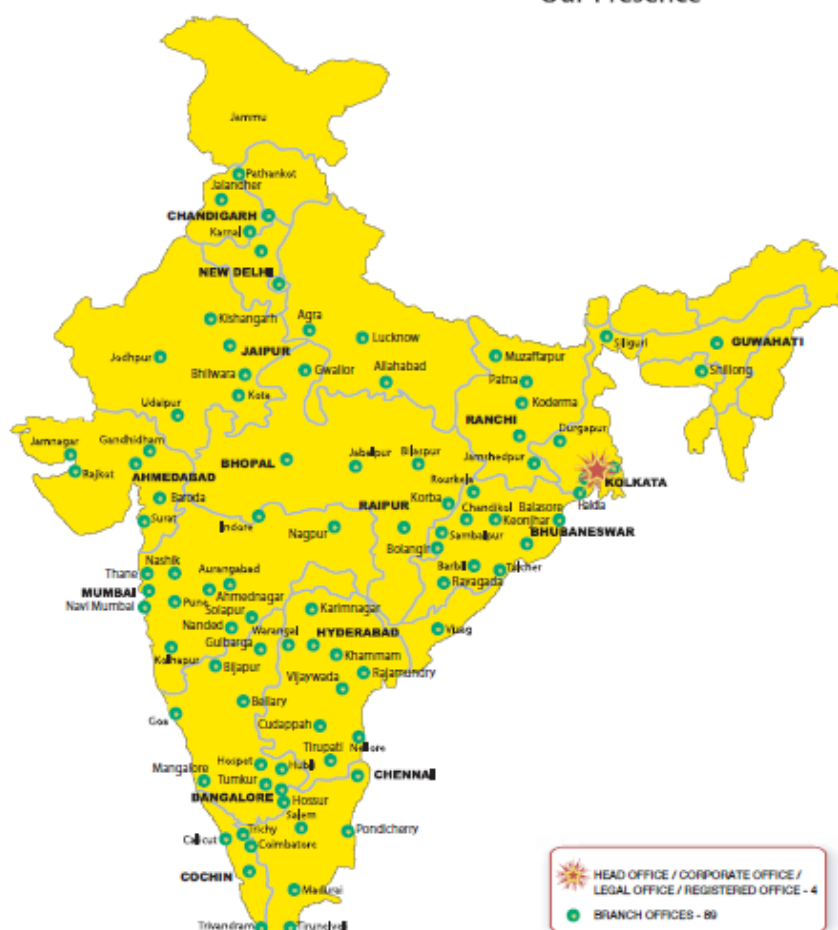 Our Presence
Jammu
Pathankot
Jalandher
CHANDIGARH
Karnal
NEW DELHI
Kishangarh
Agra
Lucknow
JAIPUR
Jodhpur
Bhilwara
Gwalior
Allahabad
Kota
Udaipur
Muzaffarpur
Patna
Koderma
RANCHI
Durgapur
Jamshedpur
Siliguri
GUWAHATI
Shillong
Jamnagar
Gandhidham
Rajkot
AHMEDABAD
Baroda
Surat
BHOPAL
Jabalpur
Bilaspur
Rourkela
KOLKATA
Haldia
Korba
RAIPUR
Chandikol
Balasore
Keonjhar
BHUBANESWAR
Indore
Nagpur
Sambalpur
Bolangir
Barbil
Talcher
Rayagada
Nashik
Thane
Aurangabad
MUMBAI
Navi Mumbai
Pune
Ahmednagar
Solapur
Karimnagar
Nanded
Warangal
HYDERABAD
Vizag
Gulbarga
Kolhapur
Bijapur
Khammam
Rajamundry
Vijaywada
Bellary
Goa
Cudappah
Nellore
Tirupati
Hospet
Hubli
Mangalore
Tumkur
CHENNAI
BANGALORE
Hossur
Salem
Trichy
Calicut
Coimbatore
Pondicherry
COCHIN
Madurai
Trivandram
Tirunelveli
HEAD OFFICE / CORPORATE OFFICE /
LEGAL OFFICE / REGISTERED OFFICE - 4
BRANCH OFFICES - 89